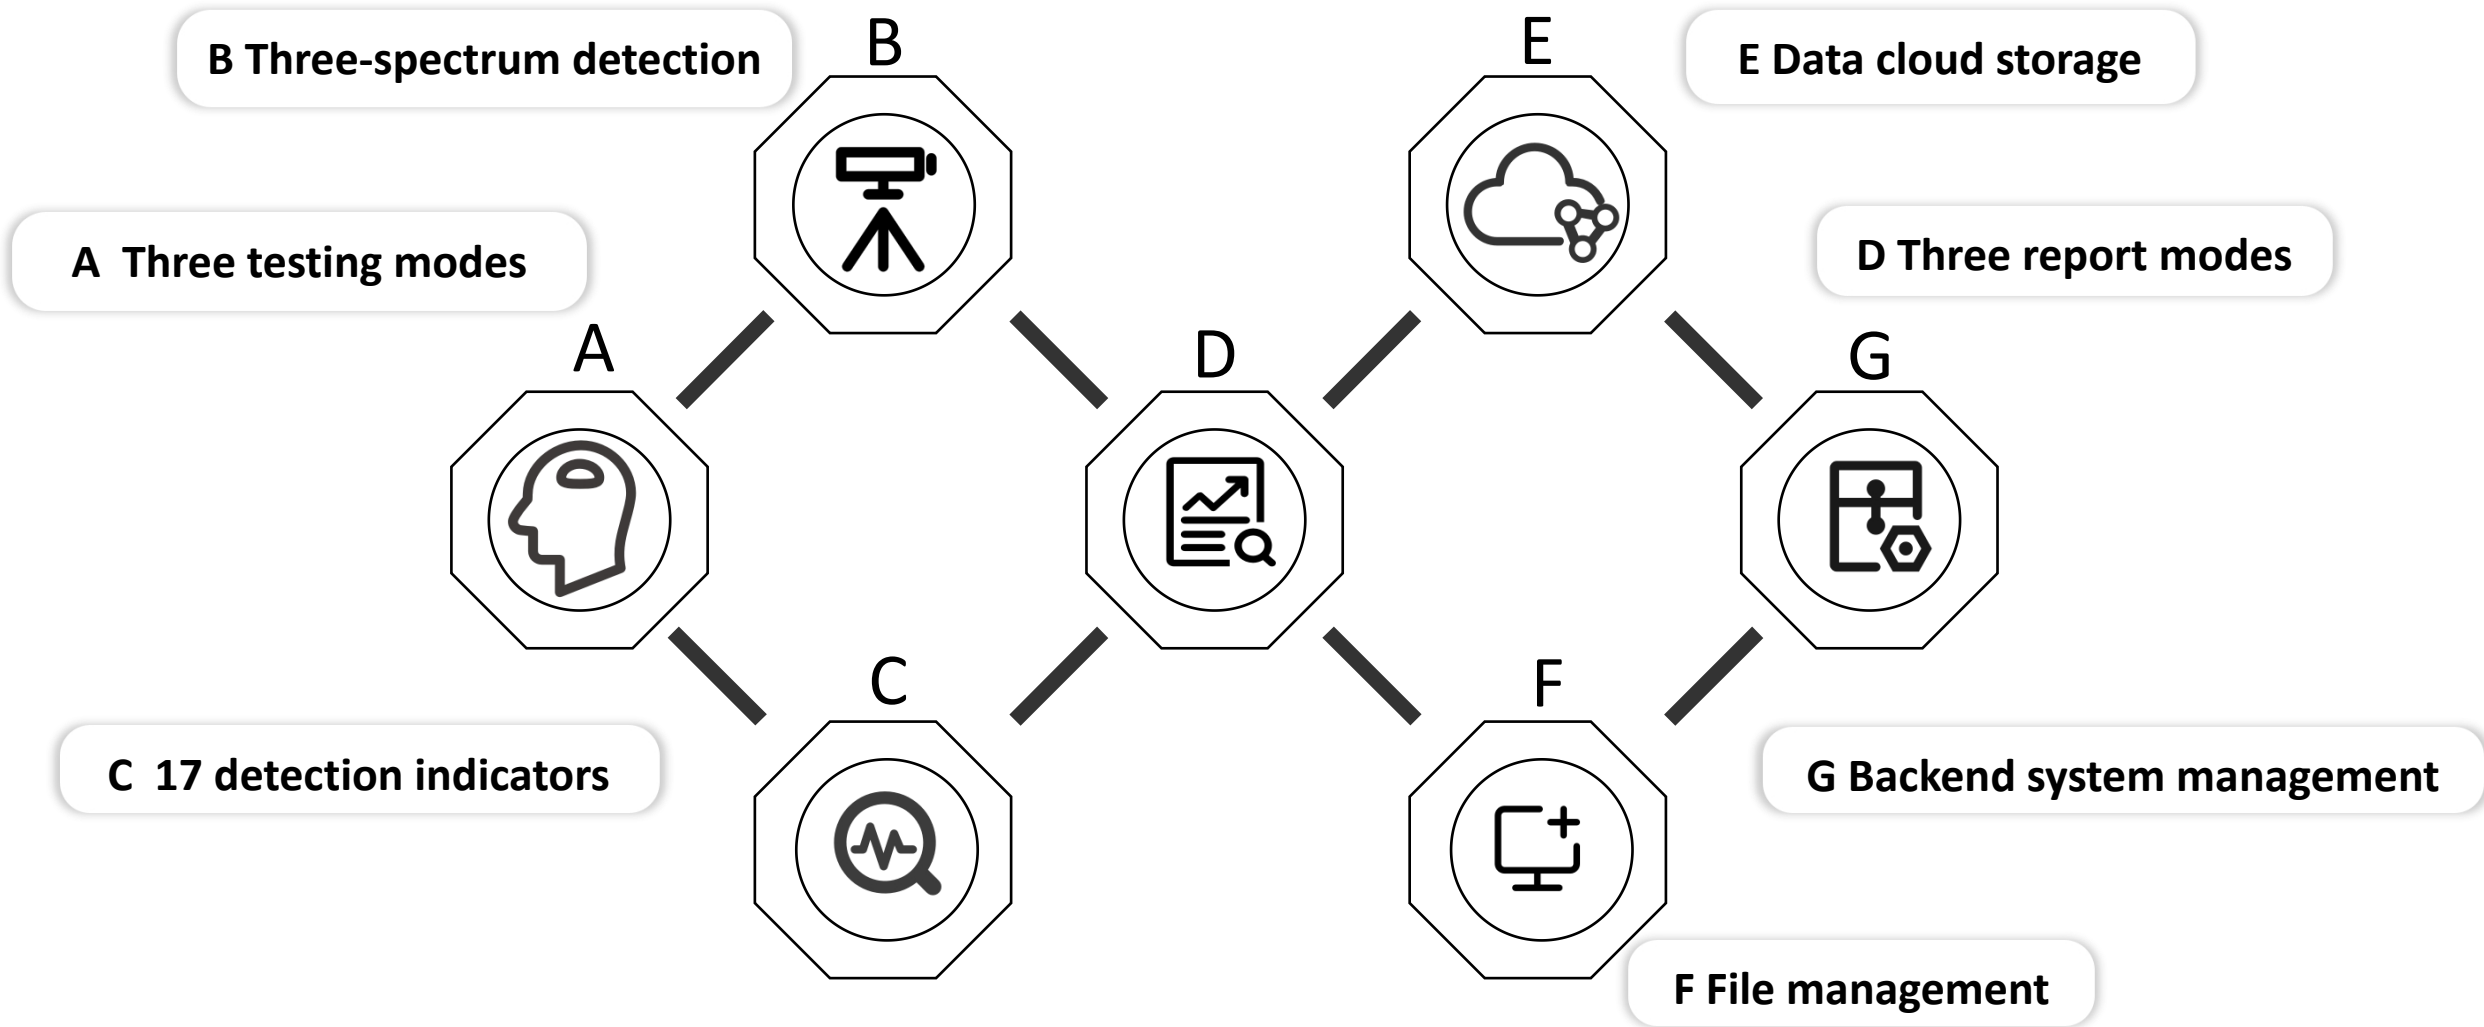 B Three-spectrum detection
B
E
E Data cloud storage
A Three testing modes
D Three report modes
A
D
G
C
F
C 17 detection indicators
G Backend system management
F File management